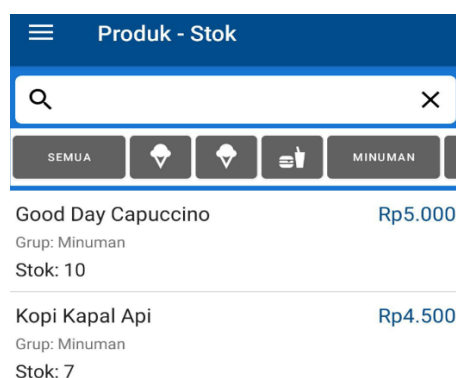 Produk - Stok
SEMUA MINUMAN
Good Day Capuccino Rp5.000
Grup: Minuman
Stok: 10
Kopi Kapal Api Rp4.500
Grup: Minuman
Stok: 7